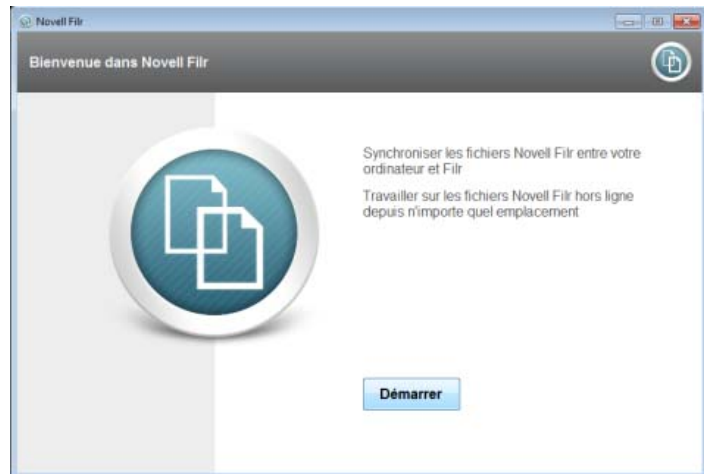 Novell Filr
Bienvenue dans Novell Filr
Synchroniser les fichiers Novell Filr entre votre
ordinateur et Filr
Travailler sur les fichiers Novell Filr hors ligne
depuis n'importe quel emplacement
Démarrer